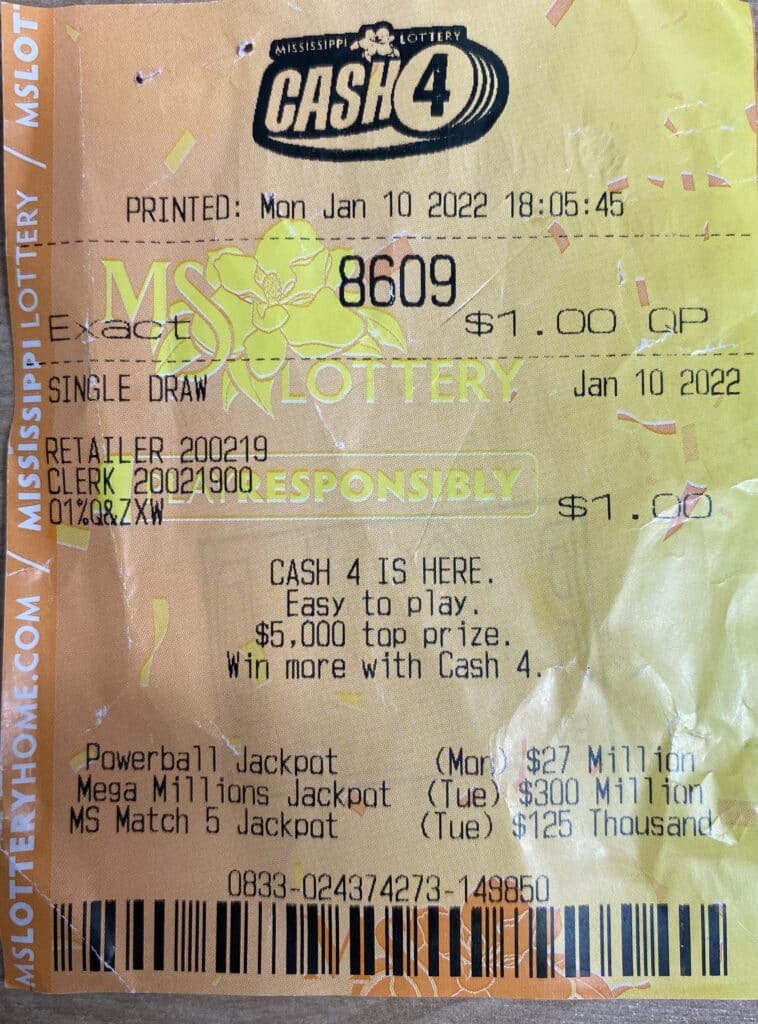 MISSISSIPPI LOTTERY
CASH 4
PRINTED: Mon Jan 10 2022 18:05:45
8609
Exact $1.00 QP
SINGLE DRAW Jan 10 2022
MS
LOTTERY
RETAILER 200219
CLERK 20021900
RESPONSIBLY
01%Q&ZXW $1.00
CASH 4 IS HERE.
Easy to play.
$5,000 top prize.
Win more with Cash 4.
Powerball Jackpot (Mon) $27 Million
Mega Millions Jackpot (Tue) $300 Million
MS Match 5 Jackpot (Tue) $125 Thousand
0833-024374273-149850
MSLOTTERYHOME.COM / MISSISSIPPI LOTTERY / MSLOT